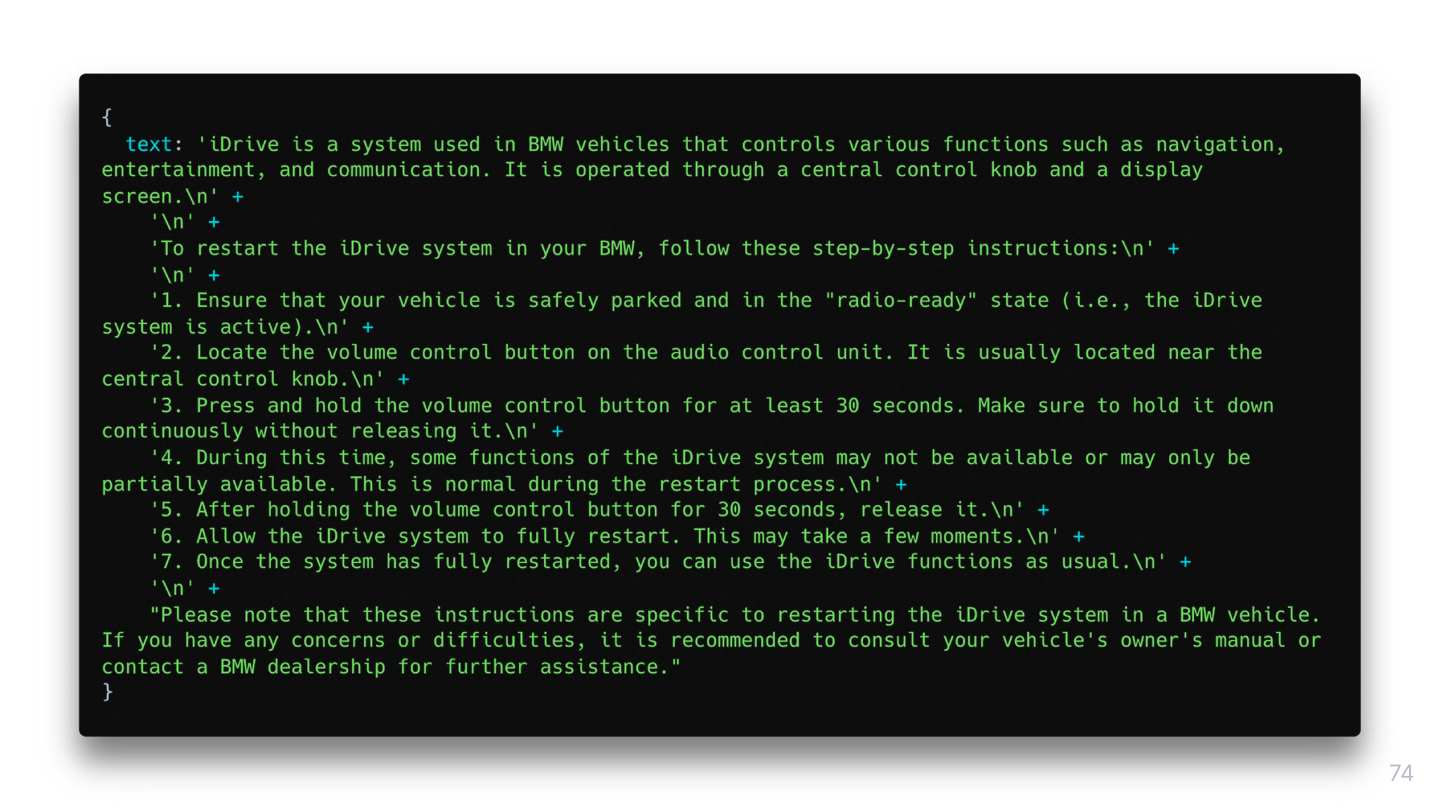 {
  text: 'iDrive is a system used in BMW vehicles that controls various functions such as navigation,
entertainment, and communication. It is operated through a central control knob and a display
screen.\n' +
    '\n' +
    'To restart the iDrive system in your BMW, follow these step-by-step instructions:\n' +
    '\n' +
    '1. Ensure that your vehicle is safely parked and in the "radio-ready" state (i.e., the iDrive
system is active).\n' +
    '2. Locate the volume control button on the audio control unit. It is usually located near the
central control knob.\n' +
    '3. Press and hold the volume control button for at least 30 seconds. Make sure to hold it down
continuously without releasing it.\n' +
    '4. During this time, some functions of the iDrive system may not be available or may only be
partially available. This is normal during the restart process.\n' +
    '5. After holding the volume control button for 30 seconds, release it.\n' +
    '6. Allow the iDrive system to fully restart. This may take a few moments.\n' +
    '7. Once the system has fully restarted, you can use the iDrive functions as usual.\n' +
    '\n' +
    "Please note that these instructions are specific to restarting the iDrive system in a BMW vehicle.
If you have any concerns or difficulties, it is recommended to consult your vehicle's owner's manual or
contact a BMW dealership for further assistance."
}
74